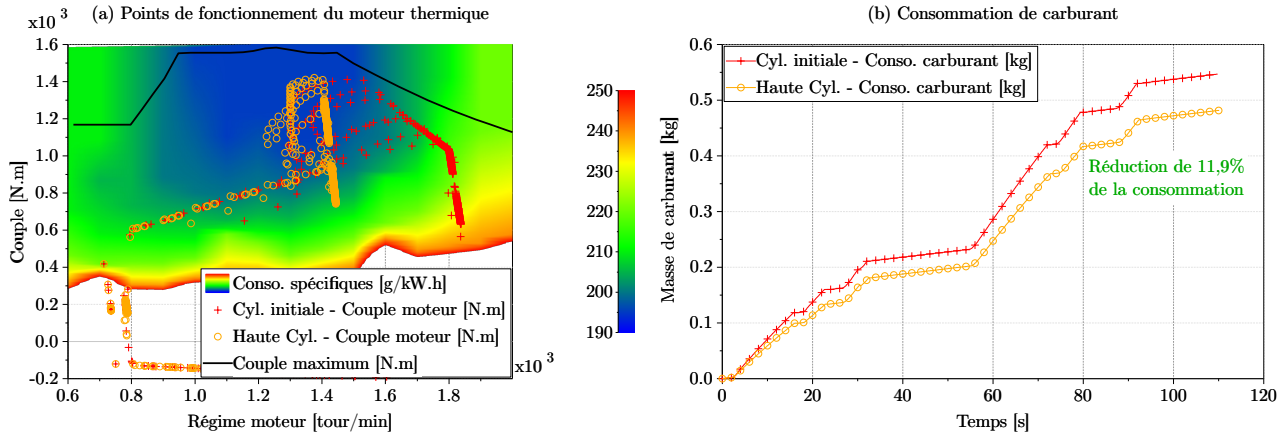 (a) Points de fonctionnement du moteur thermique
x10 3
1.6
1.4
1.2
1.0
0.8
0.6
0.4
0.2
0.0
-0.2
Couple [N.m]
0.6 0.8 1.0 1.2 1.4 1.6 1.8
x10 3
Régime moteur [tour/min]
Conso. spécifiques [g/kW.h]
Cyl. initiale - Couple moteur [N.m]
Haute Cyl. - Couple moteur [N.m]
Couple maximum [N.m]
250
240
230
220
210
200
190
(b) Consommation de carburant
Cyl. initiale - Conso. carburant [kg]
Haute Cyl. - Conso. carburant [kg]
Réduction de 11,9%
de la consommation
0.6
0.5
0.4
0.3
0.2
0.1
0.0
Masse de carburant [kg]
0 20 40 60 80 100 120
Temps [s]